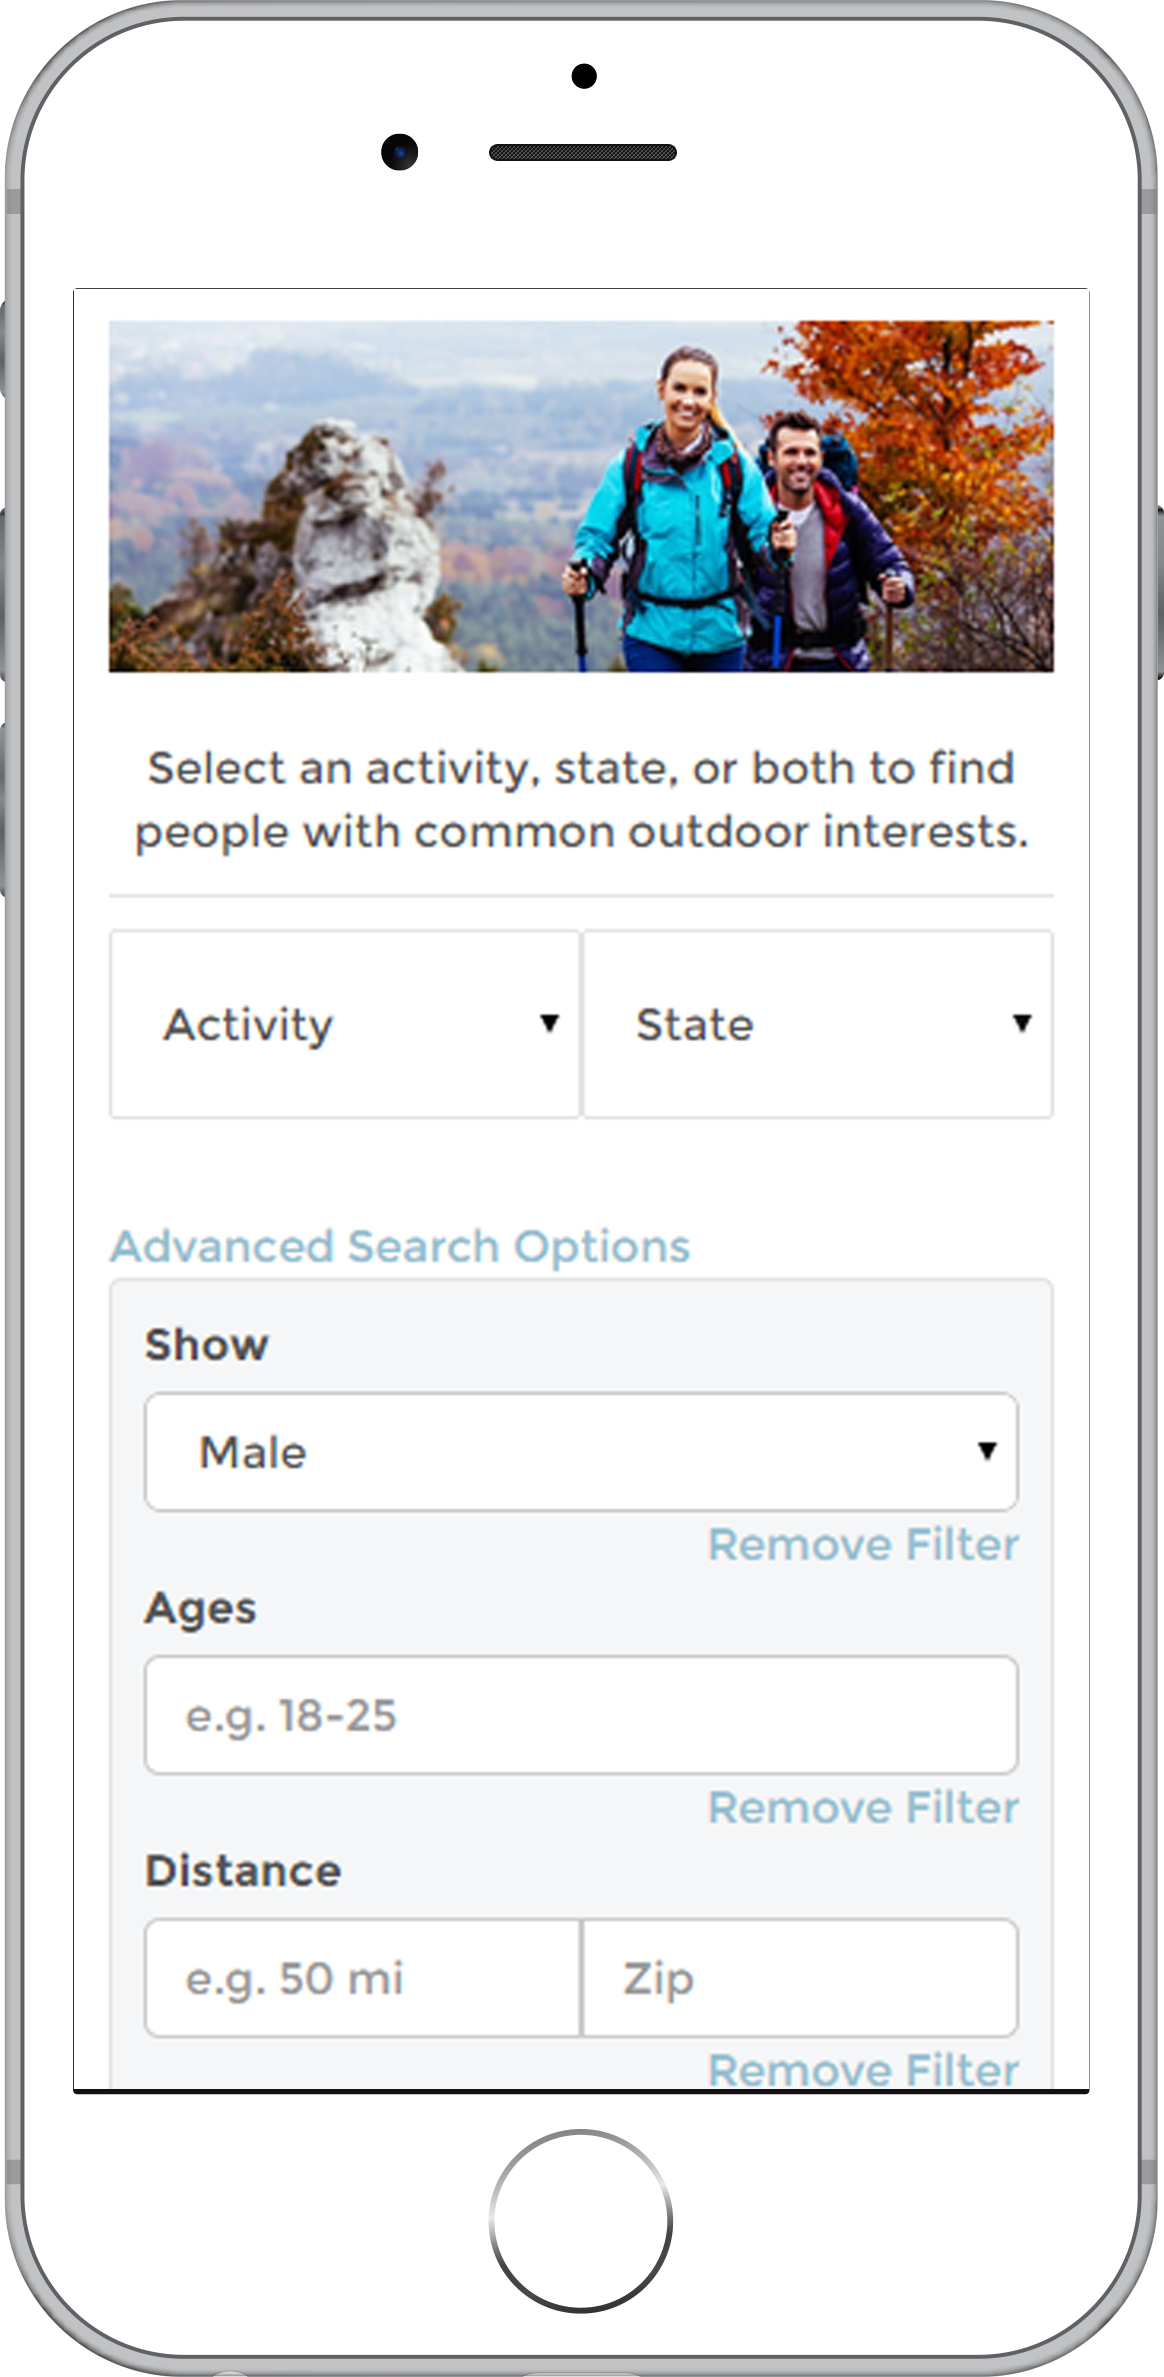 Select an activity, state, or both to find
people with common outdoor interests.
Activity State
Advanced Search Options
Show
Male
Remove Filter
Ages
e.g. 18-25
Remove Filter
Distance
e.g. 50 mi Zip
Remove Filter